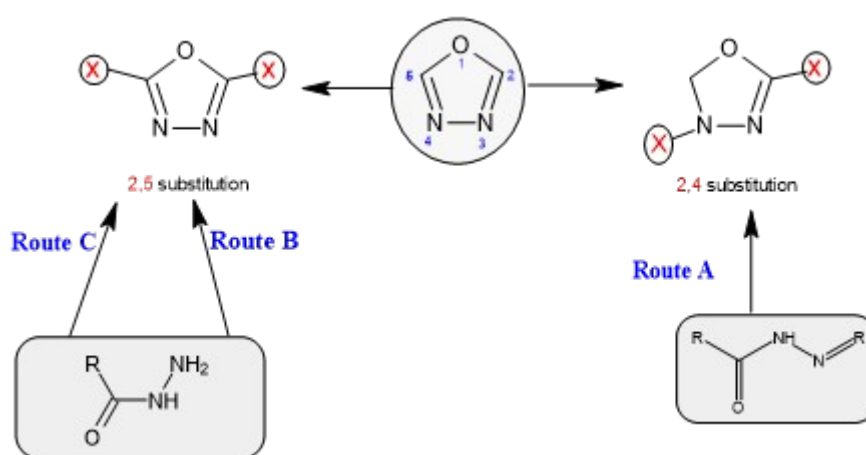 X
O
X
N
N
O
1
5
2
N
N
4
3
O
X
X
N
N
2,5 substitution
2,4 substitution
Route C
Route B
Route A
R
NH2
NH
O
R
NH
N
R
O